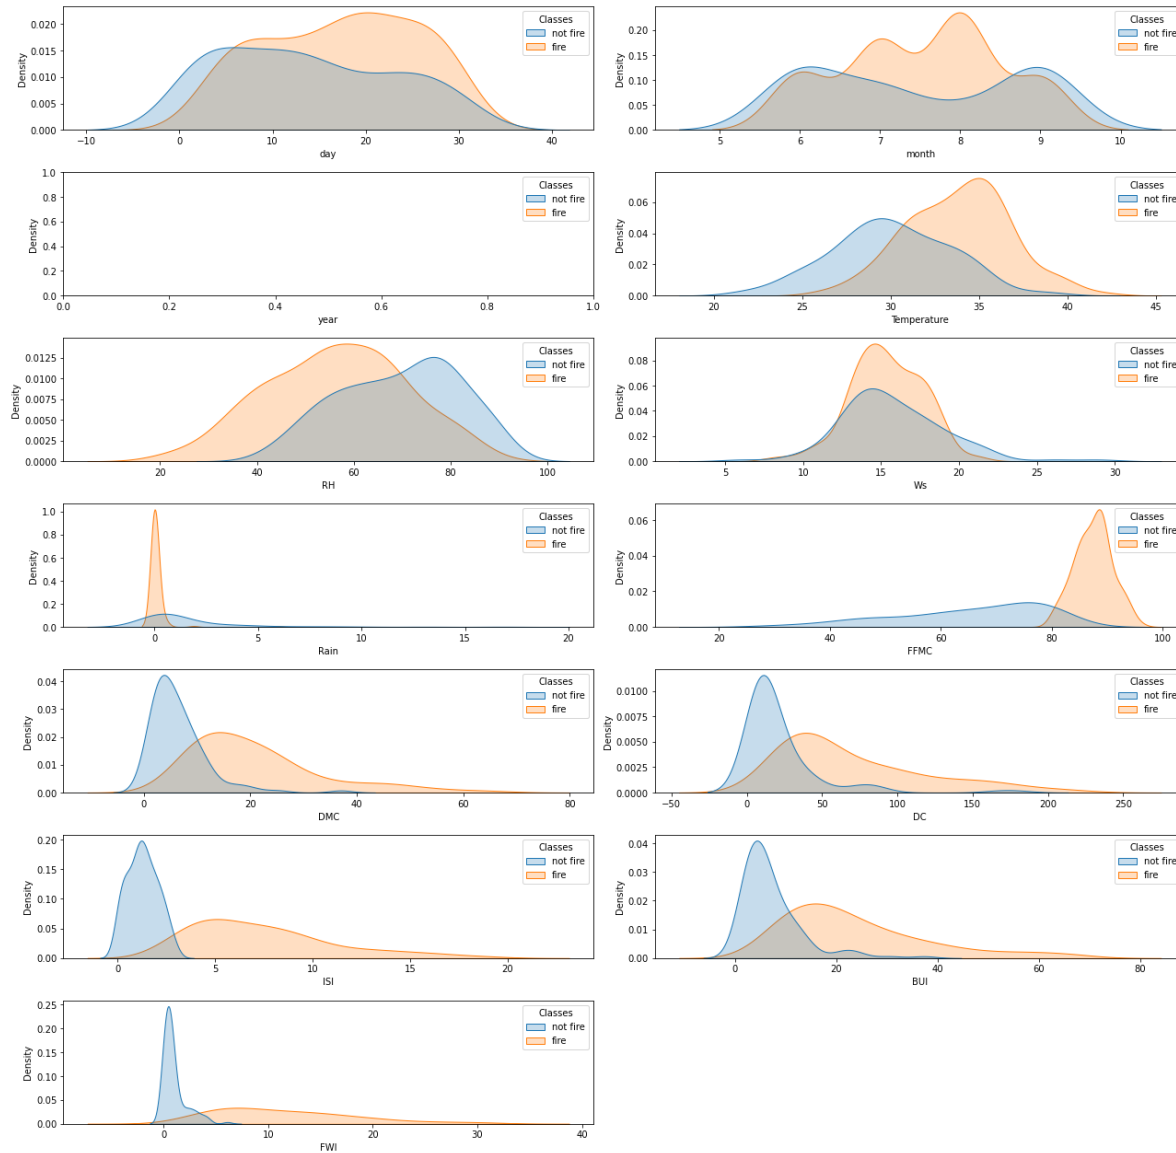 Classes
not fire
fire
Density
0.020
0.015
0.010
0.005
0.000
−10 0 10 20 30 40
day
Classes
not fire
fire
Density
0.20
0.15
0.10
0.05
0.00
5 6 7 8 9 10
month
Classes
not fire
fire
Density
1.0
0.8
0.6
0.4
0.2
0.0
0.0 0.2 0.4 0.6 0.8 1.0
year
Classes
not fire
fire
Density
0.06
0.04
0.02
0.00
20 25 30 35 40 45
Temperature
Classes
not fire
fire
Density
0.0125
0.0100
0.0075
0.0050
0.0025
0.0000
20 40 60 80 100
RH
Classes
not fire
fire
Density
0.08
0.06
0.04
0.02
0.00
5 10 15 20 25 30
Ws
Classes
not fire
fire
Density
1.0
0.8
0.6
0.4
0.2
0.0
0 5 10 15 20
Rain
Classes
not fire
fire
Density
0.06
0.04
0.02
0.00
20 40 60 80 100
FFMC
Classes
not fire
fire
Density
0.04
0.03
0.02
0.01
0.00
0 20 40 60 80
DMC
Classes
not fire
fire
Density
0.0100
0.0075
0.0050
0.0025
0.0000
−50 0 50 100 150 200 250
DC
Classes
not fire
fire
Density
0.20
0.15
0.10
0.05
0.00
0 5 10 15 20
ISI
Classes
not fire
fire
Density
0.04
0.03
0.02
0.01
0.00
0 20 40 60 80
BUI
Classes
not fire
fire
Density
0.25
0.20
0.15
0.10
0.05
0.00
0 10 20 30 40
FWI